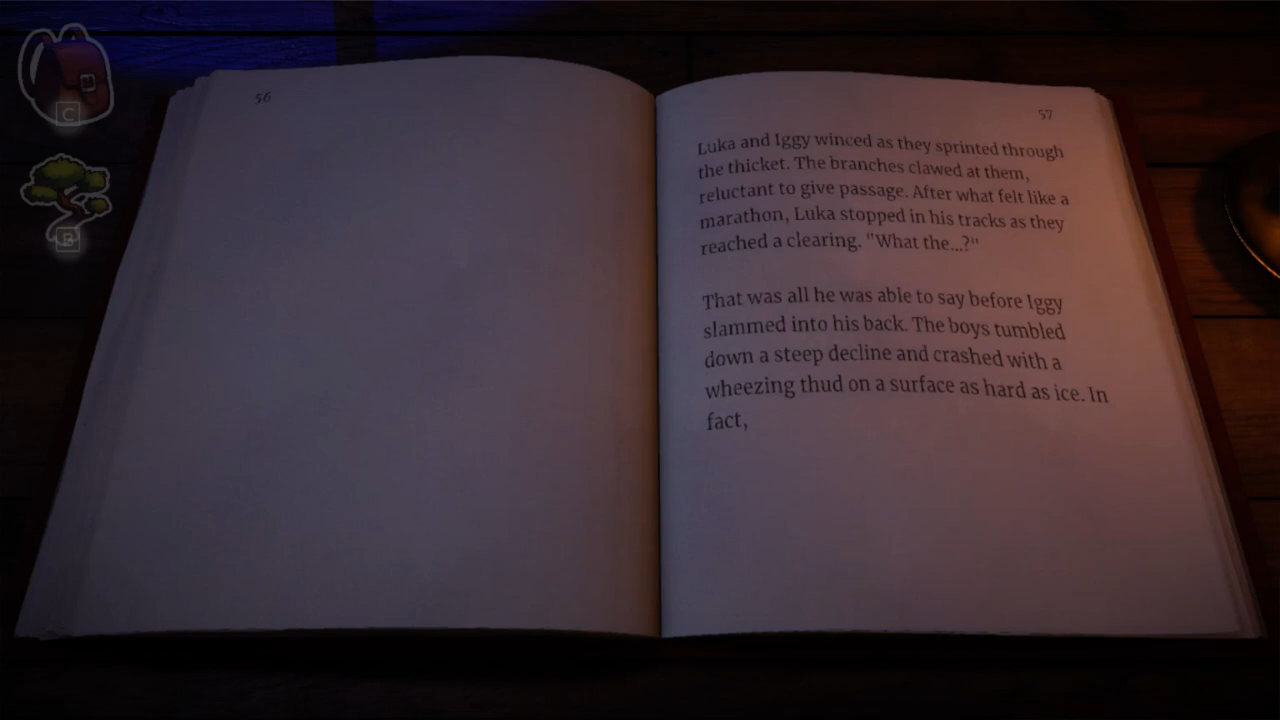 C
B
56
57
Luka and Iggy winced as they sprinted through
the thicket. The branches clawed at them,
reluctant to give passage. After what felt like a
marathon, Luka stopped in his tracks as they
reached a clearing. "What the...?"
That was all he was able to say before Iggy
slammed into his back. The boys tumbled
down a steep decline and crashed with a
wheezing thud on a surface as hard as ice. In
fact,